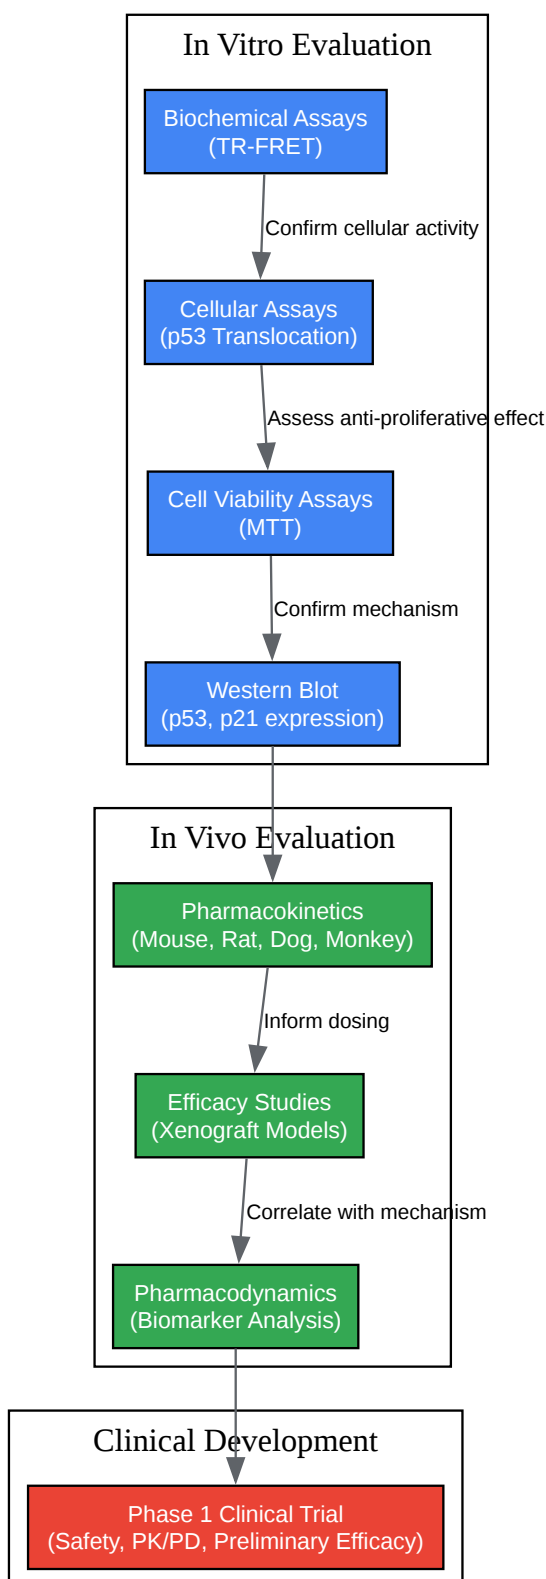 In Vitro Evaluation
Biochemical Assays
(TR-FRET)
Confirm cellular activity
Cellular Assays
(p53 Translocation)
Assess anti-proliferative effect
Cell Viability Assays
(MTT)
Confirm mechanism
Western Blot
(p53, p21 expression)
In Vivo Evaluation
Pharmacokinetics
(Mouse, Rat, Dog, Monkey)
Inform dosing
Efficacy Studies
(Xenograft Models)
Correlate with mechanism
Pharmacodynamics
(Biomarker Analysis)
Clinical Development
Phase 1 Clinical Trial
(Safety, PK/PD, Preliminary Efficacy)